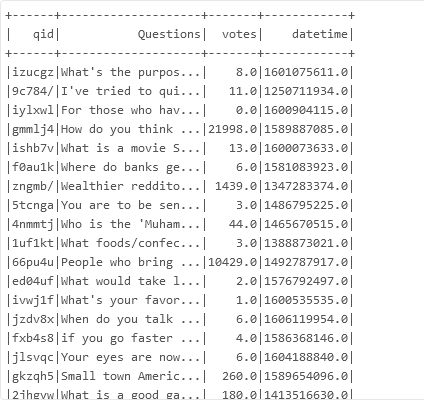 +------+--------------------+-------+------------+
|   qid|           Questions|  votes|    datetime|
+------+--------------------+-------+------------+
|izucgz|What's the purpos...|    8.0|1601075611.0|
|9c784/|I've tried to qui...|   11.0|1250711934.0|
|iylxwl|For those who hav...|    0.0|1600904115.0|
|gmmlj4|How do you think ...|21998.0|1589887085.0|
|ishb7v|What is a movie S...|   13.0|1600073633.0|
|f0au1k|Where do banks ge...|    6.0|1581083923.0|
|zngmb/|Wealthier reddito...| 1439.0|1347283374.0|
|5tcnga|You are to be sen...|    3.0|1486795225.0|
|4nmmtj|Who is the 'Muham...|   44.0|1465670515.0|
|1uf1kt|What foods/confec...|    3.0|1388873021.0|
|66pu4u|People who bring ...|10429.0|1492787917.0|
|ed04uf|What would take l...|    2.0|1576792497.0|
|ivwj1f|What's your favor...|    1.0|1600535535.0|
|jzdv8x|When do you talk ...|    6.0|1606119954.0|
|fxb4s8|if you go faster ...|    4.0|1586368146.0|
|jlsvqc|Your eyes are now...|    6.0|1604188840.0|
|gkzqh5|Small town Americ...|  260.0|1589654096.0|
|2jhgvw|What is a good ga...|  180.0|1413516630.0|